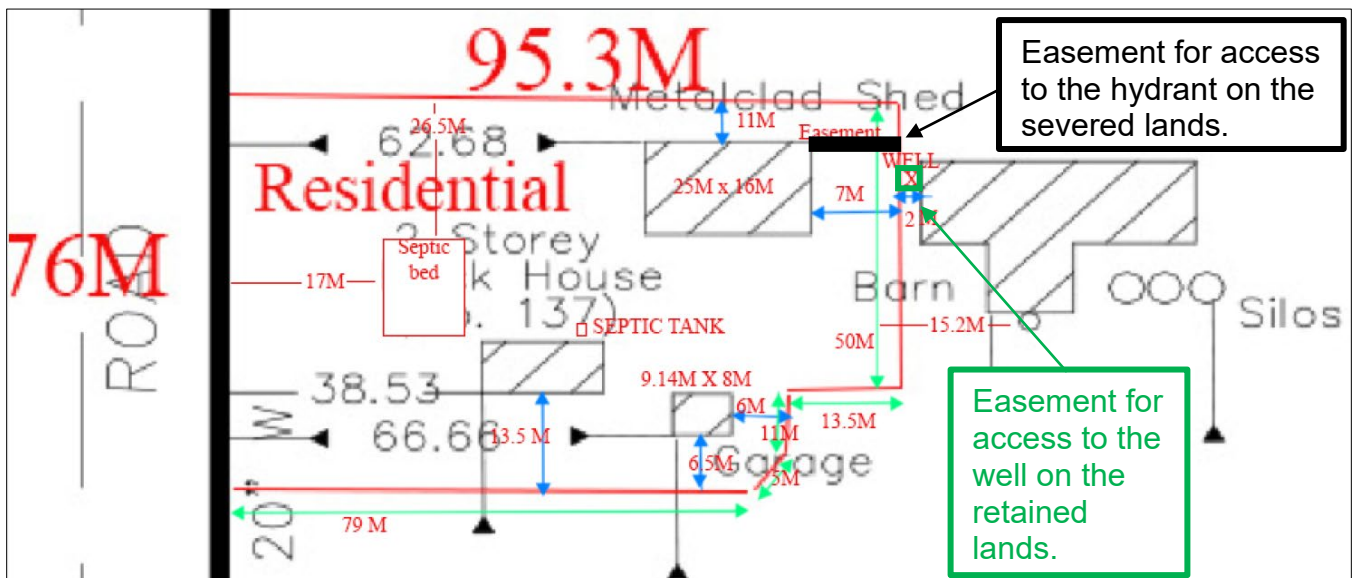 95.3M
Easement for access
to the hydrant on the
severed lands.
Metalclad Shed
11M
26.5M
62.68
Easement
WELL
X
Residential
25M x 16M
7M
2 M
76M
ROAD
Septic
bed
2 Storey
k House
. 137)
17M
Barn
Silos
SEPTIC TANK
15.2M
50M
9.14M X 8M
38.53
6M
13.5M
Easement for
access to the
well on the
retained
lands.
W
66.66
13.5 M
11M
6.5M
Garage
5M
20"
79 M